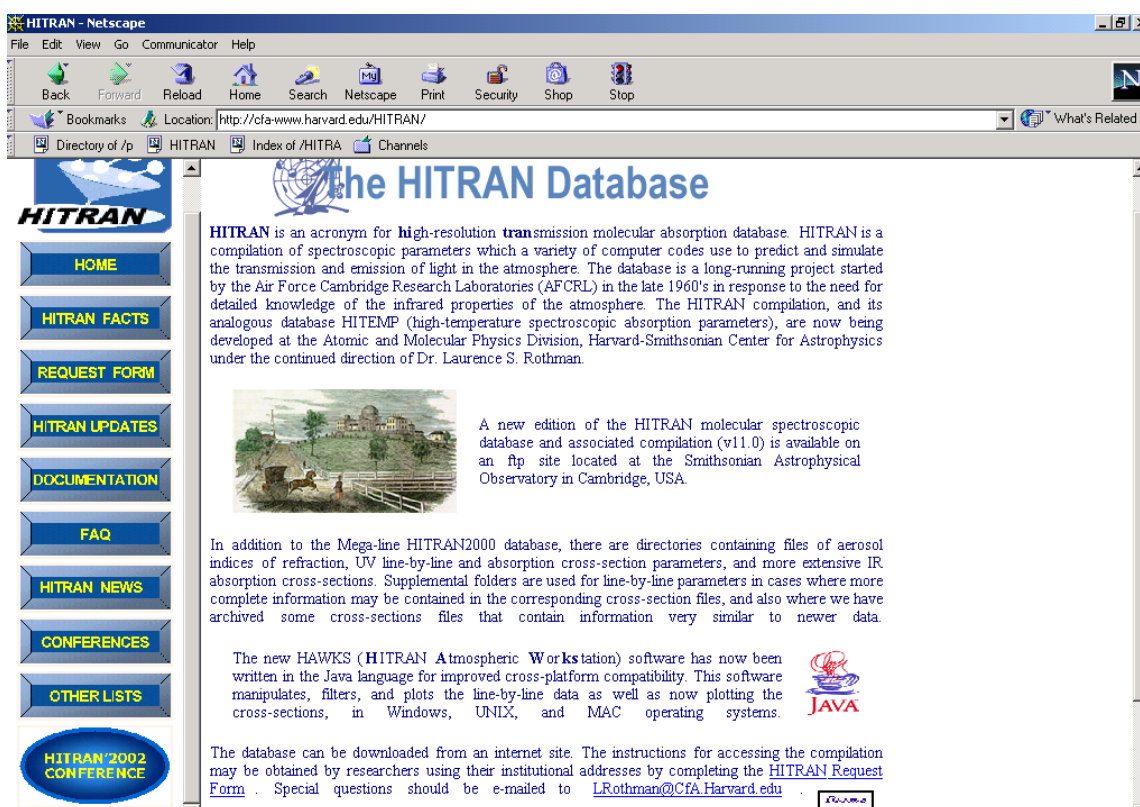 HITRAN - Netscape
File Edit View Go Communicator Help
My
N
Back Forward Reload Home Search Netscape Print Security Shop Stop
Bookmarks Location: http://cfa-www.harvard.edu/HITRAN/ What's Related
Directory of /p HITRAN Index of /HITRA Channels
HITRAN
HOME
HITRAN FACTS
REQUEST FORM
HITRAN UPDATES
DOCUMENTATION
FAQ
HITRAN NEWS
CONFERENCES
OTHER LISTS
HITRAN'2002
CONFERENCE
The HITRAN Database
HITRAN is an acronym for high-resolution transmission molecular absorption database. HITRAN is a
compilation of spectroscopic parameters which a variety of computer codes use to predict and simulate
the transmission and emission of light in the atmosphere. The database is a long-running project started
by the Air Force Cambridge Research Laboratories (AFCRL) in the late 1960's in response to the need for
detailed knowledge of the infrared properties of the atmosphere. The HITRAN compilation, and its
analogous database HITEMP (high-temperature spectroscopic absorption parameters), are now being
developed at the Atomic and Molecular Physics Division, Harvard-Smithsonian Center for Astrophysics
under the continued direction of Dr. Laurence S. Rothman.
A new edition of the HITRAN molecular spectroscopic
database and associated compilation (v11.0) is available on
an ftp site located at the Smithsonian Astrophysical
Observatory in Cambridge, USA.
In addition to the Mega-line HITRAN2000 database, there are directories containing files of aerosol
indices of refraction, UV line-by-line and absorption cross-section parameters, and more extensive IR
absorption cross-sections. Supplemental folders are used for line-by-line parameters in cases where more
complete information may be contained in the corresponding cross-section files, and also where we have
archived some cross-sections files that contain information very similar to newer data.
The new HAWKS (HITRAN Atmospheric Workstation) software has now been
written in the Java language for improved cross-platform compatibility. This software
manipulates, filters, and plots the line-by-line data as well as now plotting the
cross-sections, in Windows, UNIX, and MAC operating systems.
JAVA
The database can be downloaded from an internet site. The instructions for accessing the compilation
may be obtained by researchers using their institutional addresses by completing the HITRAN Request
Form . Special questions should be e-mailed to LRothman@CfA.Harvard.edu .